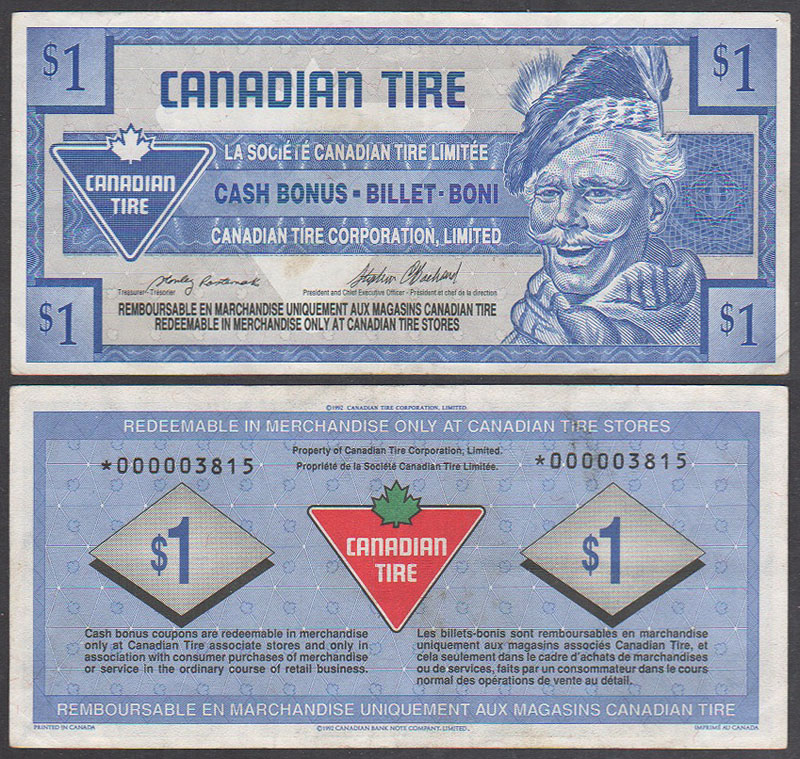 $1
$1
CANADIAN TIRE
LA SOCIÉTÉ CANADIAN TIRE LIMITÉE
CANADIAN
TIRE
CASH BONUS - BILLET - BONI
CANADIAN TIRE CORPORATION, LIMITED
Treasurer - Trésorier
President and Chief Executive Officer - Président et chef de la direction
$1
$1
REMBOURSABLE EN MARCHANDISE UNIQUEMENT AUX MAGASINS CANADIAN TIRE
REDEEMABLE IN MERCHANDISE ONLY AT CANADIAN TIRE STORES
©1992 CANADIAN TIRE CORPORATION, LIMITED.
REDEEMABLE IN MERCHANDISE ONLY AT CANADIAN TIRE STORES
Property of Canadian Tire Corporation, Limited.
Propriété de la Société Canadian Tire Limitée.
*000003815
*000003815
CANADIAN
TIRE
$1
$1
Cash bonus coupons are redeemable in merchandise
only at Canadian Tire associate stores and only in
association with consumer purchases of merchandise
or service in the ordinary course of retail business.
Les billets-bonis sont remboursables en marchandise
uniquement aux magasins associés Canadian Tire, et
cela seulement dans le cadre d'achats de marchandises
ou de services, faits par un consommateur dans le cours
normal des opérations de vente au détail.
REMBOURSABLE EN MARCHANDISE UNIQUEMENT AUX MAGASINS CANADIAN TIRE
PRINTED IN CANADA
©1992 CANADIAN BANK NOTE COMPANY, LIMITED.
IMPRIMÉ AU CANADA